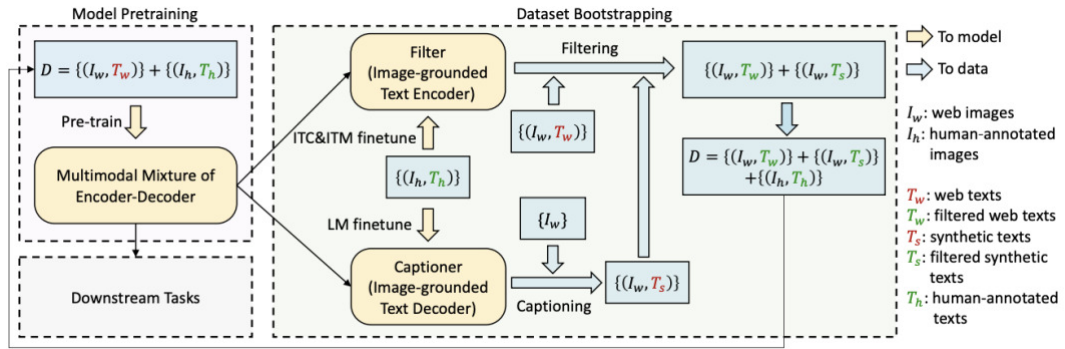 Model Pretraining
D = {(I_w, T_w)} + {(I_h, T_h)}
Pre-train
Multimodal Mixture of
Encoder-Decoder
Downstream Tasks
Dataset Bootstrapping
Filter
(Image-grounded
Text Encoder)
ITC&ITM finetune
{(I_h, T_h)}
LM finetune
Captioner
(Image-grounded
Text Decoder)
Filtering
{(I_w, T_w)}
{I_w}
Captioning
{(I_w, T_s)}
{(I_w, T_w)} + {(I_w, T_s)}
D = {(I_w, T_w)} + {(I_w, T_s)}
+{(I_h, T_h)}
To model
To data
I_w: web images
I_h: human-annotated
images
T_w: web texts
T_w: filtered web texts
T_s: synthetic texts
T_s: filtered synthetic
texts
T_h: human-annotated
texts